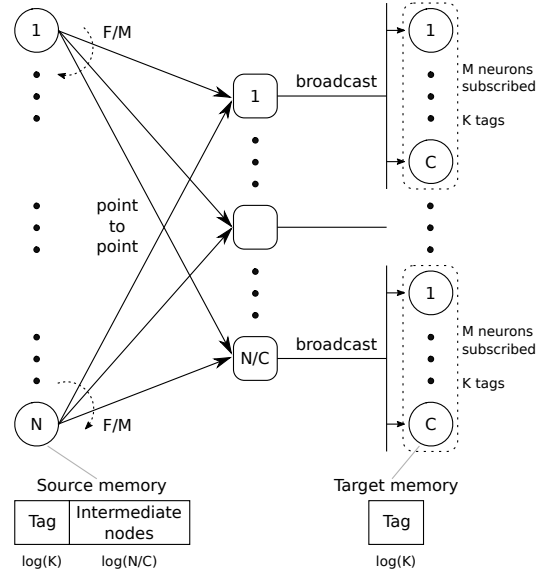 1
F/M
1
broadcast
1
M neurons
subscribed
K tags
C
point
to
point
1
N/C
broadcast
M neurons
subscribed
K tags
N
F/M
C
Source memory
Target memory
Tag
Intermediate
nodes
Tag
log(K)
log(N/C)
log(K)